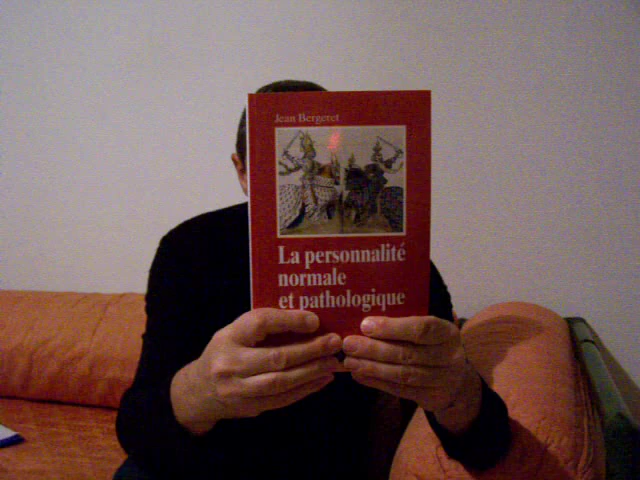 Jean Bergeret
La personnalité
normale
et pathologique